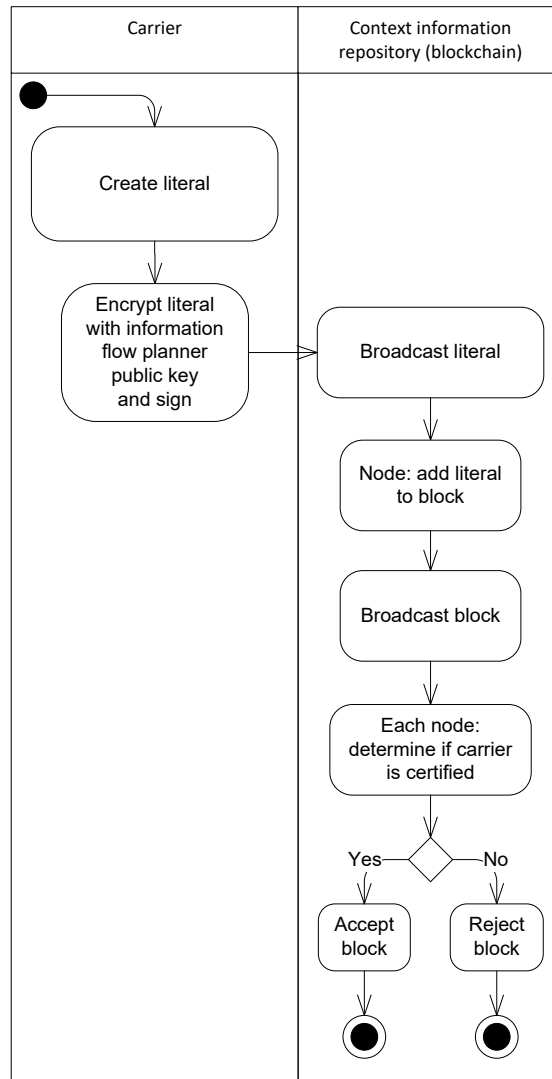 Carrier
Context information
repository (blockchain)
Create literal
Encrypt literal
with information
flow planner
public key
and sign
Broadcast literal
Node: add literal
to block
Broadcast block
Each node:
determine if carrier
is certified
Yes
No
Accept
block
Reject
block